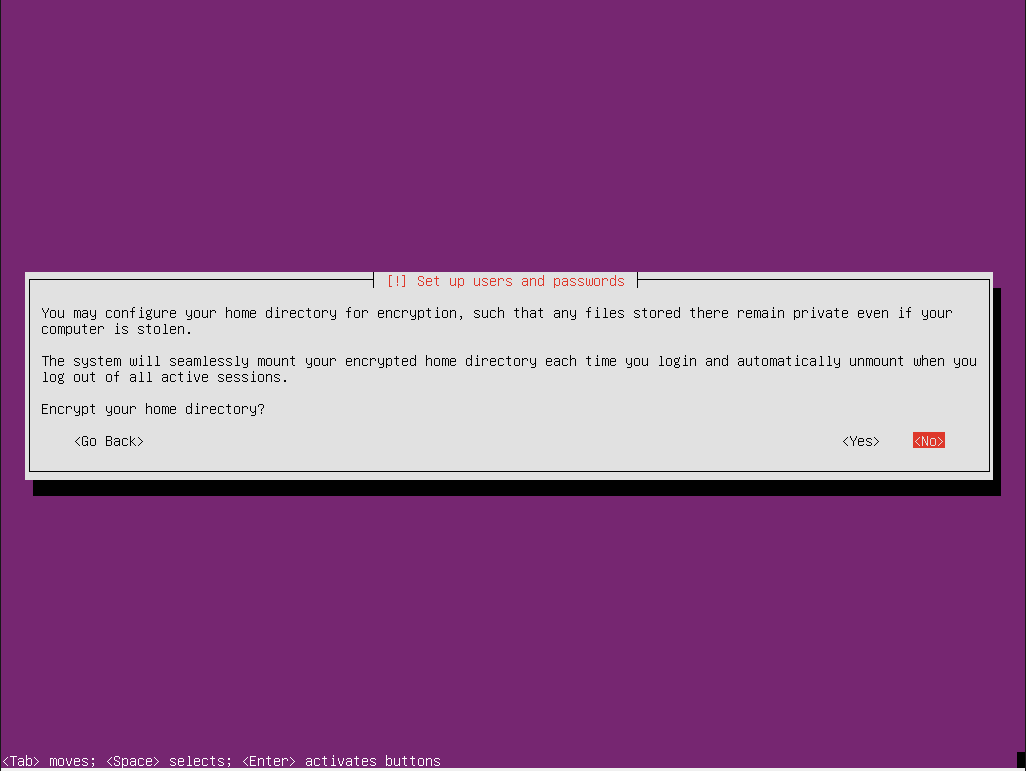 [!] Set up users and passwords
You may configure your home directory for encryption, such that any files stored there remain private even if your
computer is stolen.
The system will seamlessly mount your encrypted home directory each time you login and automatically unmount when you
log out of all active sessions.
Encrypt your home directory?
<Go Back> <Yes> <No>
<Tab> moves; <Space> selects; <Enter> activates buttons